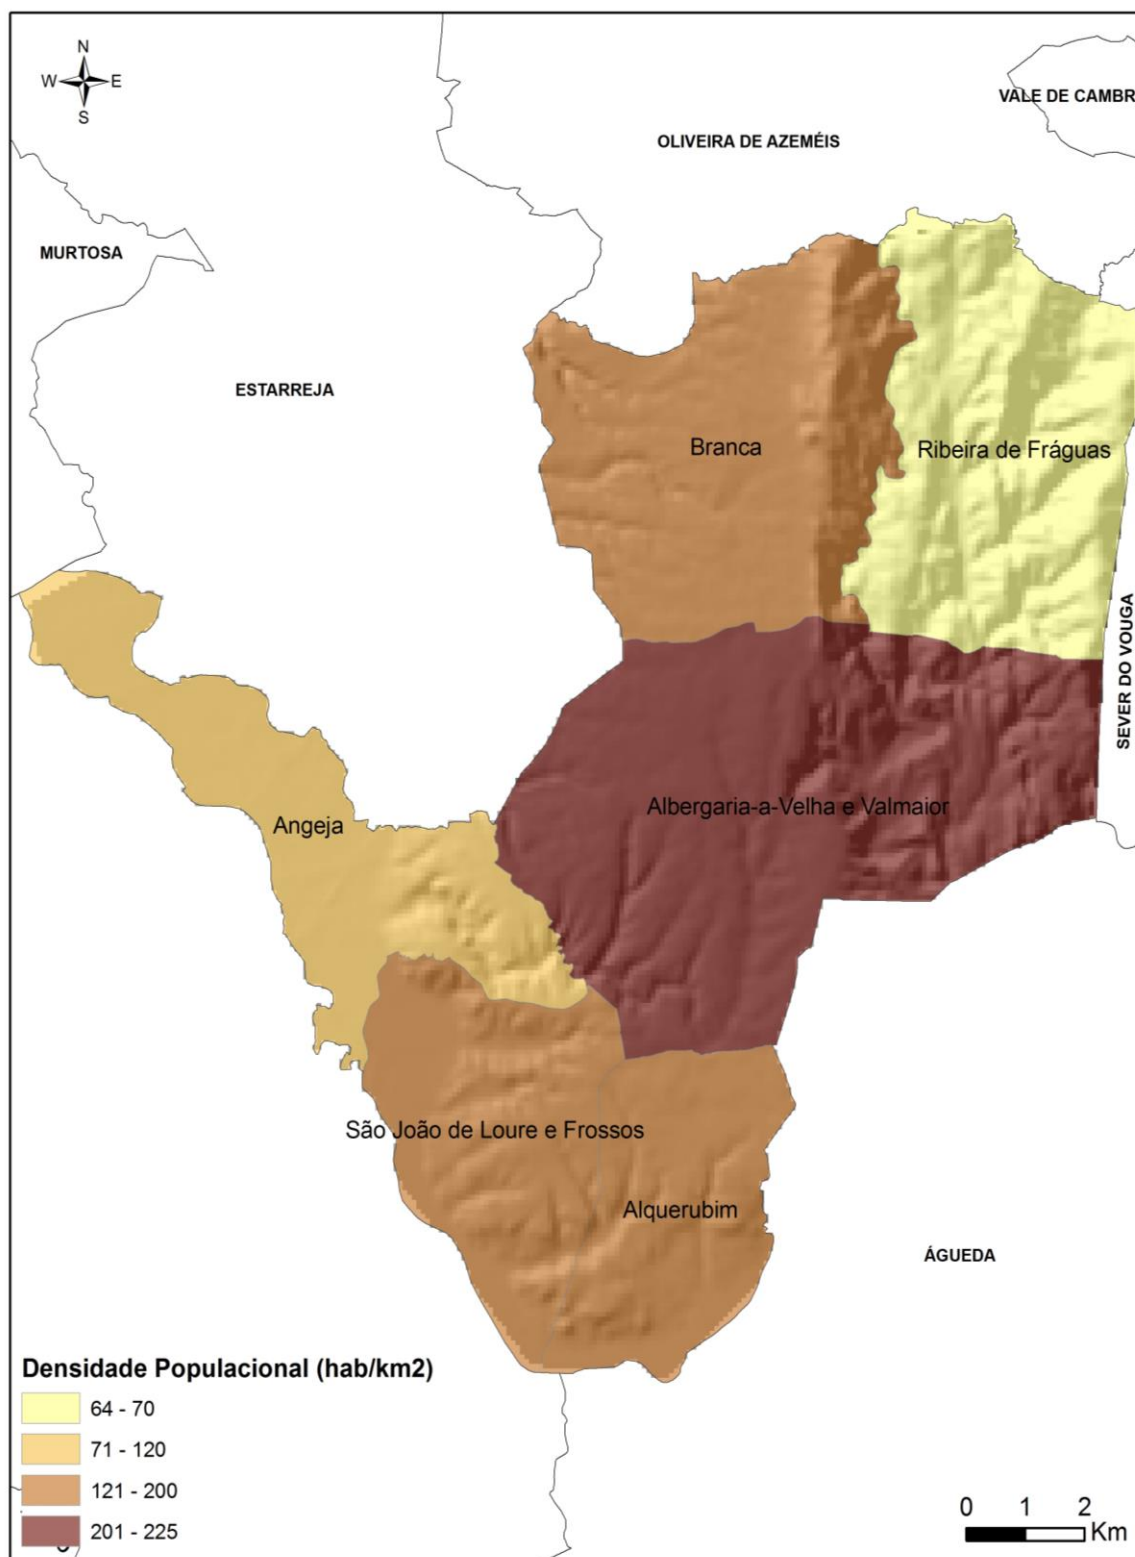 N
W E
S
VALE DE CAMBR
OLIVEIRA DE AZEMÉIS
MURTOSA
ESTARREJA
Branca
Ribeira de Fráguas
SEVER DO VOUGA
Albergaria-a-Velha e Valmaior
Angeja
São João de Loure e Frossos
Alquerubim
ÁGUEDA
Densidade Populacional (hab/km2)
64 - 70
71 - 120
121 - 200
201 - 225
0 1 2
Km